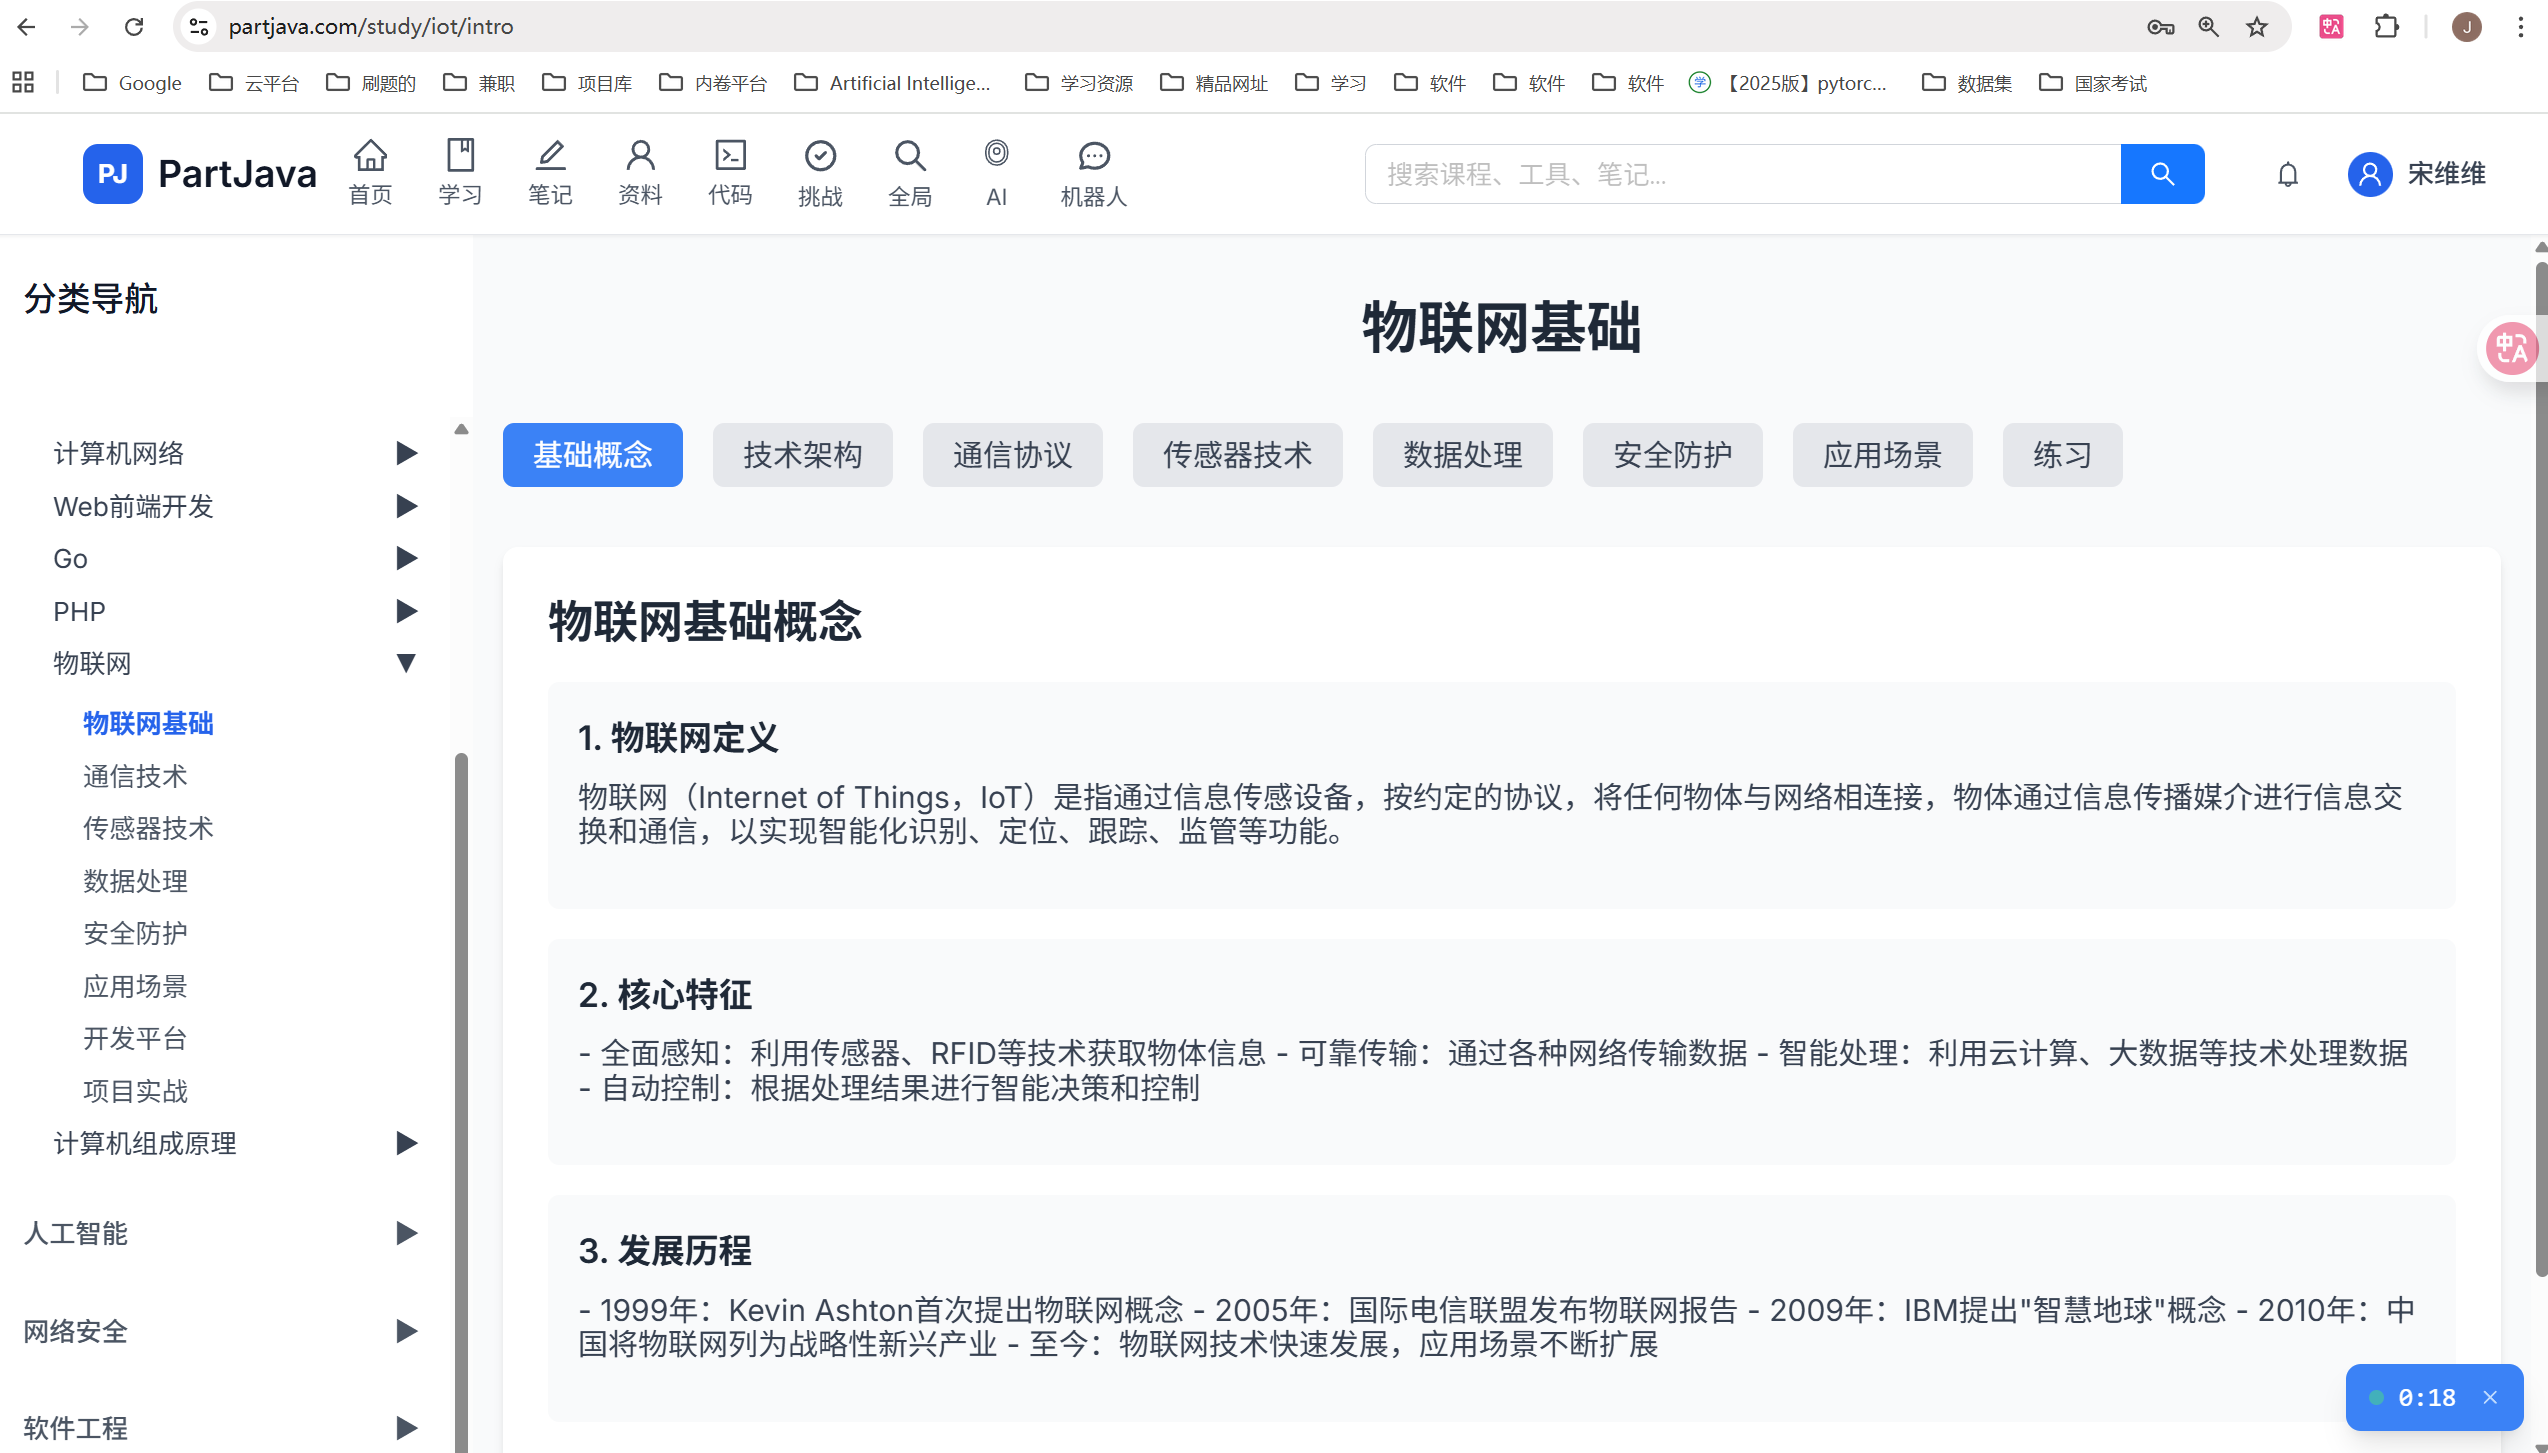 partjava.com/study/iot/intro
J
Google
云平台
刷题的
兼职
项目库
内卷平台
Artificial Intellige...
学习资源
精品网址
学习
软件
软件
软件
学
【2025版】pytorc...
数据集
国家考试
PJ
PartJava
首页
学习
笔记
资料
代码
挑战
全局
AI
机器人
搜索课程、工具、笔记...
宋维维
分类导航
计算机网络
Web前端开发
Go
PHP
物联网
物联网基础
通信技术
传感器技术
数据处理
安全防护
应用场景
开发平台
项目实战
计算机组成原理
人工智能
网络安全
软件工程
物联网基础
基础概念
技术架构
通信协议
传感器技术
数据处理
安全防护
应用场景
练习
物联网基础概念
1. 物联网定义
物联网（Internet of Things，IoT）是指通过信息传感设备，按约定的协议，将任何物体与网络相连接，物体通过信息传播媒介进行信息交
换和通信，以实现智能化识别、定位、跟踪、监管等功能。
2. 核心特征
- 全面感知：利用传感器、RFID等技术获取物体信息 - 可靠传输：通过各种网络传输数据 - 智能处理：利用云计算、大数据等技术处理数据
- 自动控制：根据处理结果进行智能决策和控制
3. 发展历程
- 1999年：Kevin Ashton首次提出物联网概念 - 2005年：国际电信联盟发布物联网报告 - 2009年：IBM提出"智慧地球"概念 - 2010年：中
国将物联网列为战略性新兴产业 - 至今：物联网技术快速发展，应用场景不断扩展
0:18